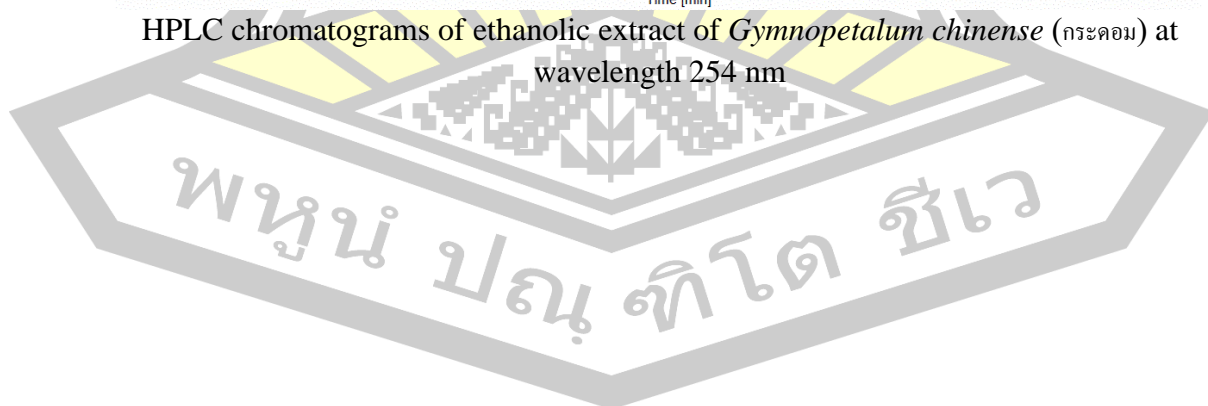 Time [min]
HPLC chromatograms of ethanolic extract of Gymnopetalum chinense (กระดอม) at
wavelength 254 nm
พหูนํ ปณฺ ฑิโต ชีเว